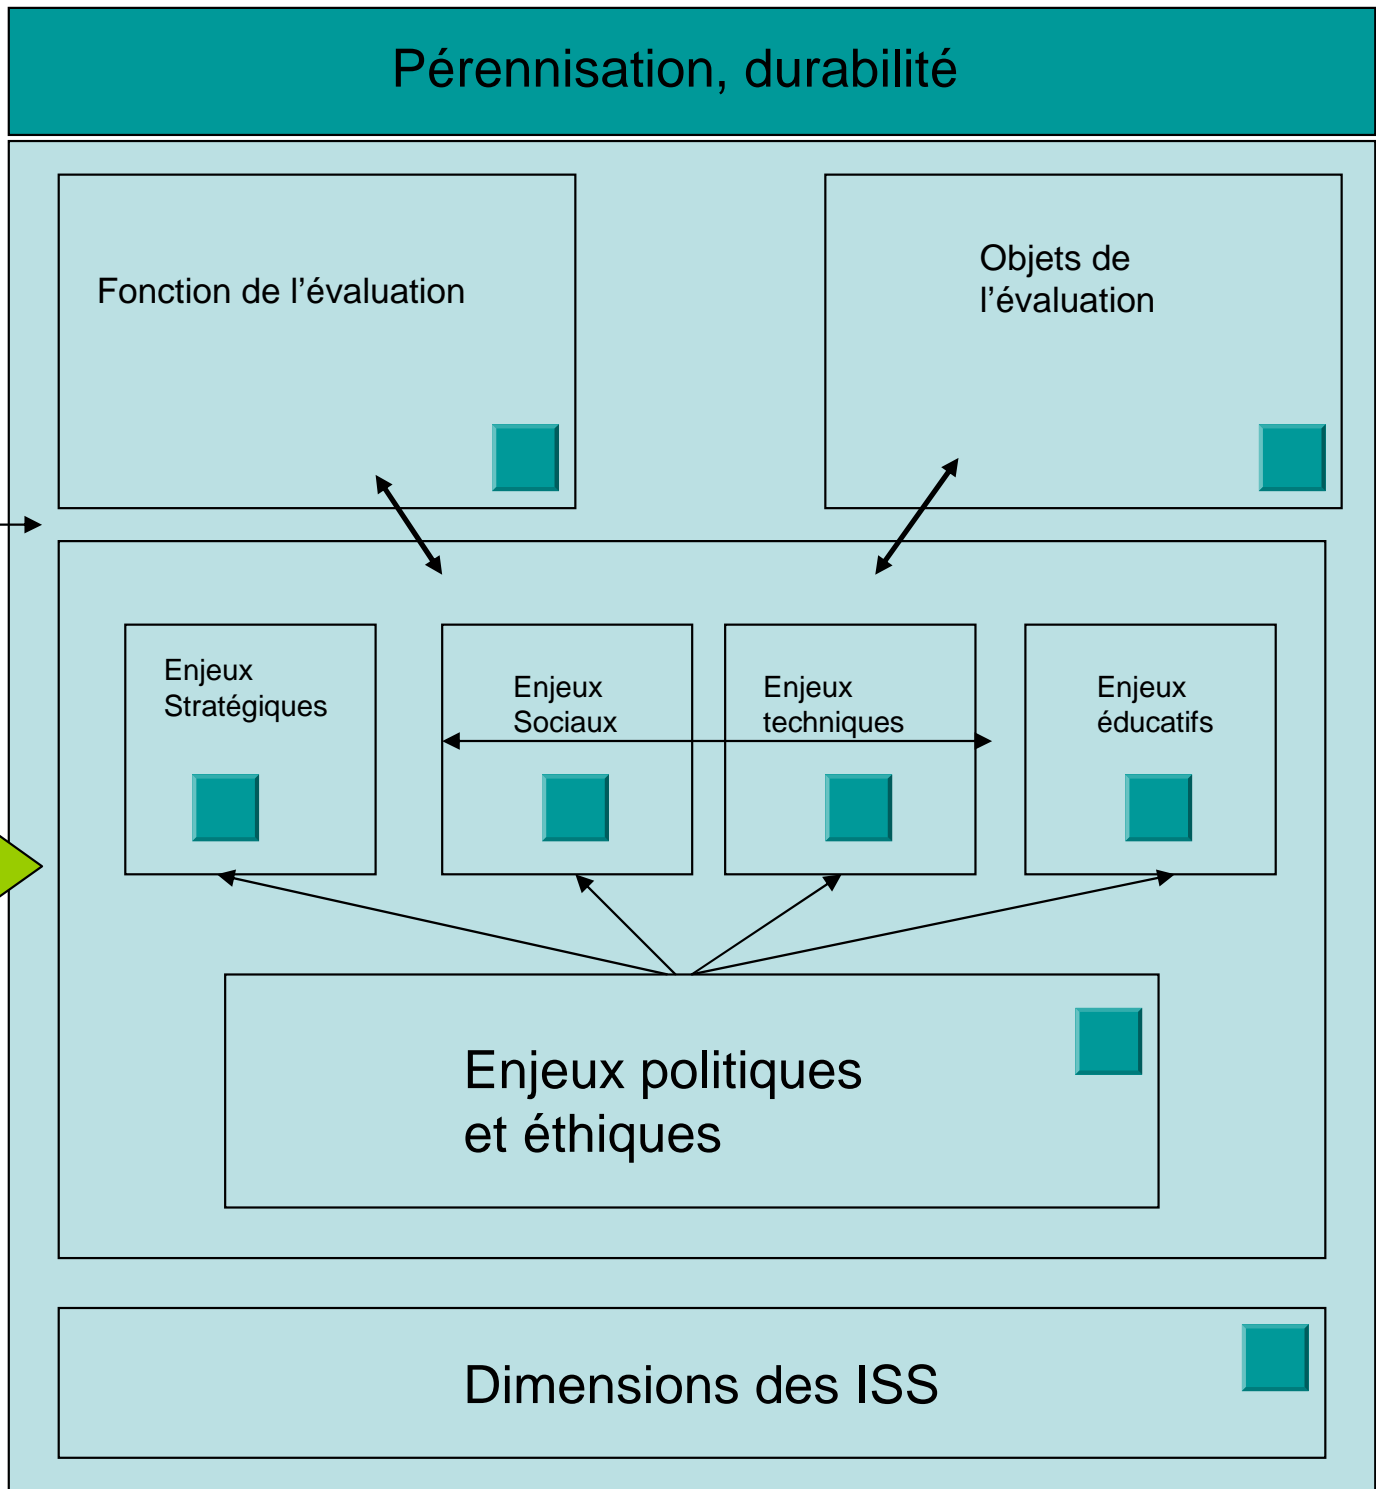 Pérennisation, durabilité
Fonction de l’évaluation
Objets de
l’évaluation
Enjeux
Stratégiques
Enjeux
Sociaux
Enjeux
techniques
Enjeux
éducatifs
Enjeux politiques
et éthiques
Dimensions des ISS